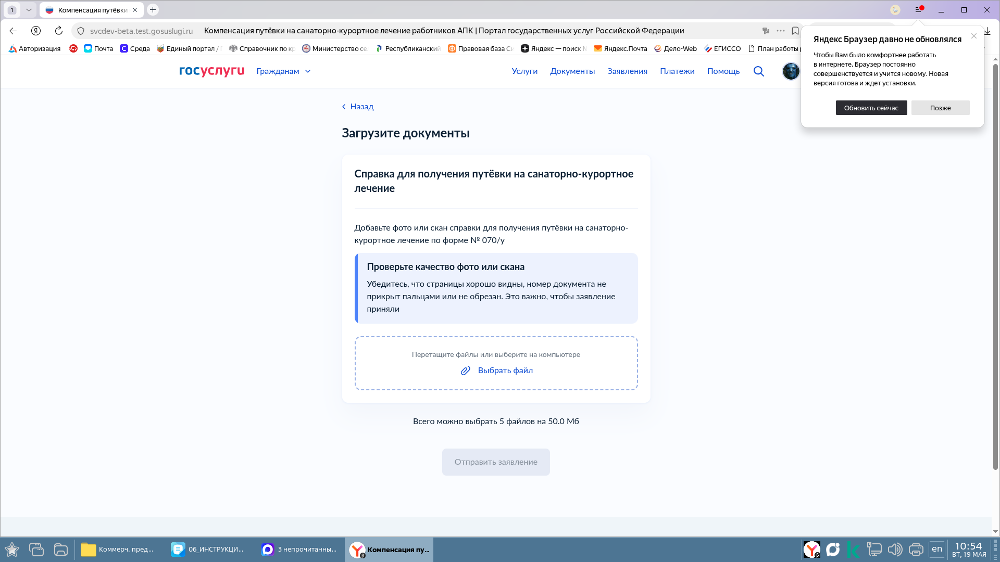 1
Компенсация путёвки
svcdev-beta.test.gosuslugi.ru
Компенсация путёвки на санаторно-курортное лечение работников АПК | Портал государственных услуг Российской Федерации
Авторизация
Почта
Среда
Единый портал /
Справочник по к
Министерство се
Республиканский
Правовая база С
Яндекс — поиск
Яндекс.Почта
Дело-Web
ЕГИССО
План работы
Яндекс Браузер давно не обновлялся
Чтобы Вам было комфортнее работать
в интернете, Браузер постоянно
совершенствуется и учится новому. Новая
версия готова и ждет установки.
Обновить сейчас
Позже
госуслуги
Гражданам
Услуги
Документы
Заявления
Платежи
Помощь
Назад
Загрузите документы
Справка для получения путёвки на санаторно-курортное
лечение
Добавьте фото или скан справки для получения путёвки на санаторно-
курортное лечение по форме № 070/у
Проверьте качество фото или скана
Убедитесь, что страницы хорошо видны, номер документа не
прикрыт пальцами или не обрезан. Это важно, чтобы заявление
приняли
Перетащите файлы или выберите на компьютере
Выбрать файл
Всего можно выбрать 5 файлов на 50.0 Мб
Отправить заявление
Коммерч. пред...
06_ИНСТРУКЦИ...
3 непрочитанны...
Компенсация пу...
en
10:54
ВТ, 19 МАЯ